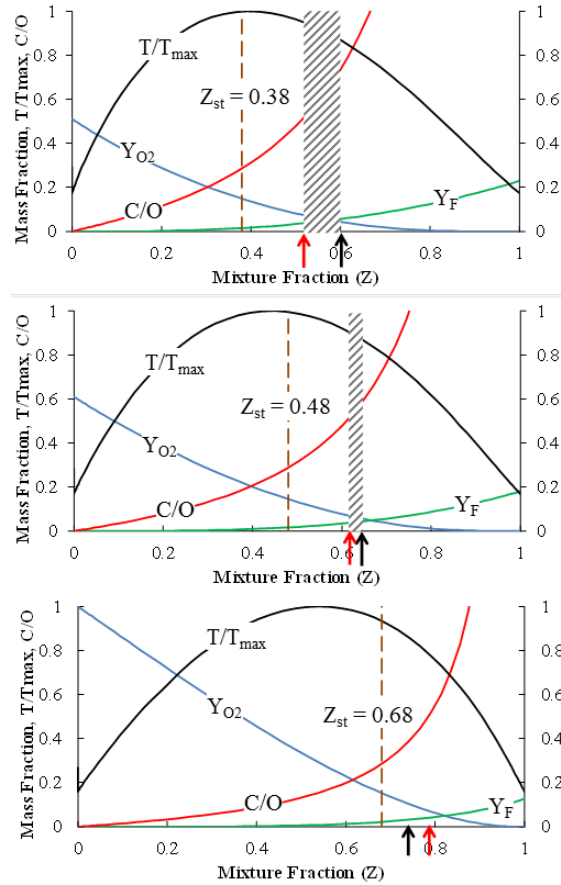 Mass Fraction, T/Tmax, C/O
1 1
0.8 0.8
0.6 0.6
0.4 0.4
0.2 0.2
0 0
T/Tmax
Zst = 0.38
YO2
C/O
YF
0 0.2 0.4 0.6 0.8 1
Mixture Fraction (Z)
Mass Fraction, T/Tmax, C/O
1 1
0.8 0.8
0.6 0.6
0.4 0.4
0.2 0.2
0 0
T/Tmax
Zst = 0.48
YO2
C/O
YF
0 0.2 0.4 0.6 0.8 1
Mixture Fraction (Z)
Mass Fraction, T/Tmax, C/O
1 1
0.8 0.8
0.6 0.6
0.4 0.4
0.2 0.2
0 0
T/Tmax
YO2
Zst = 0.68
C/O
YF
0 0.2 0.4 0.6 0.8 1
Mixture Fraction (Z)